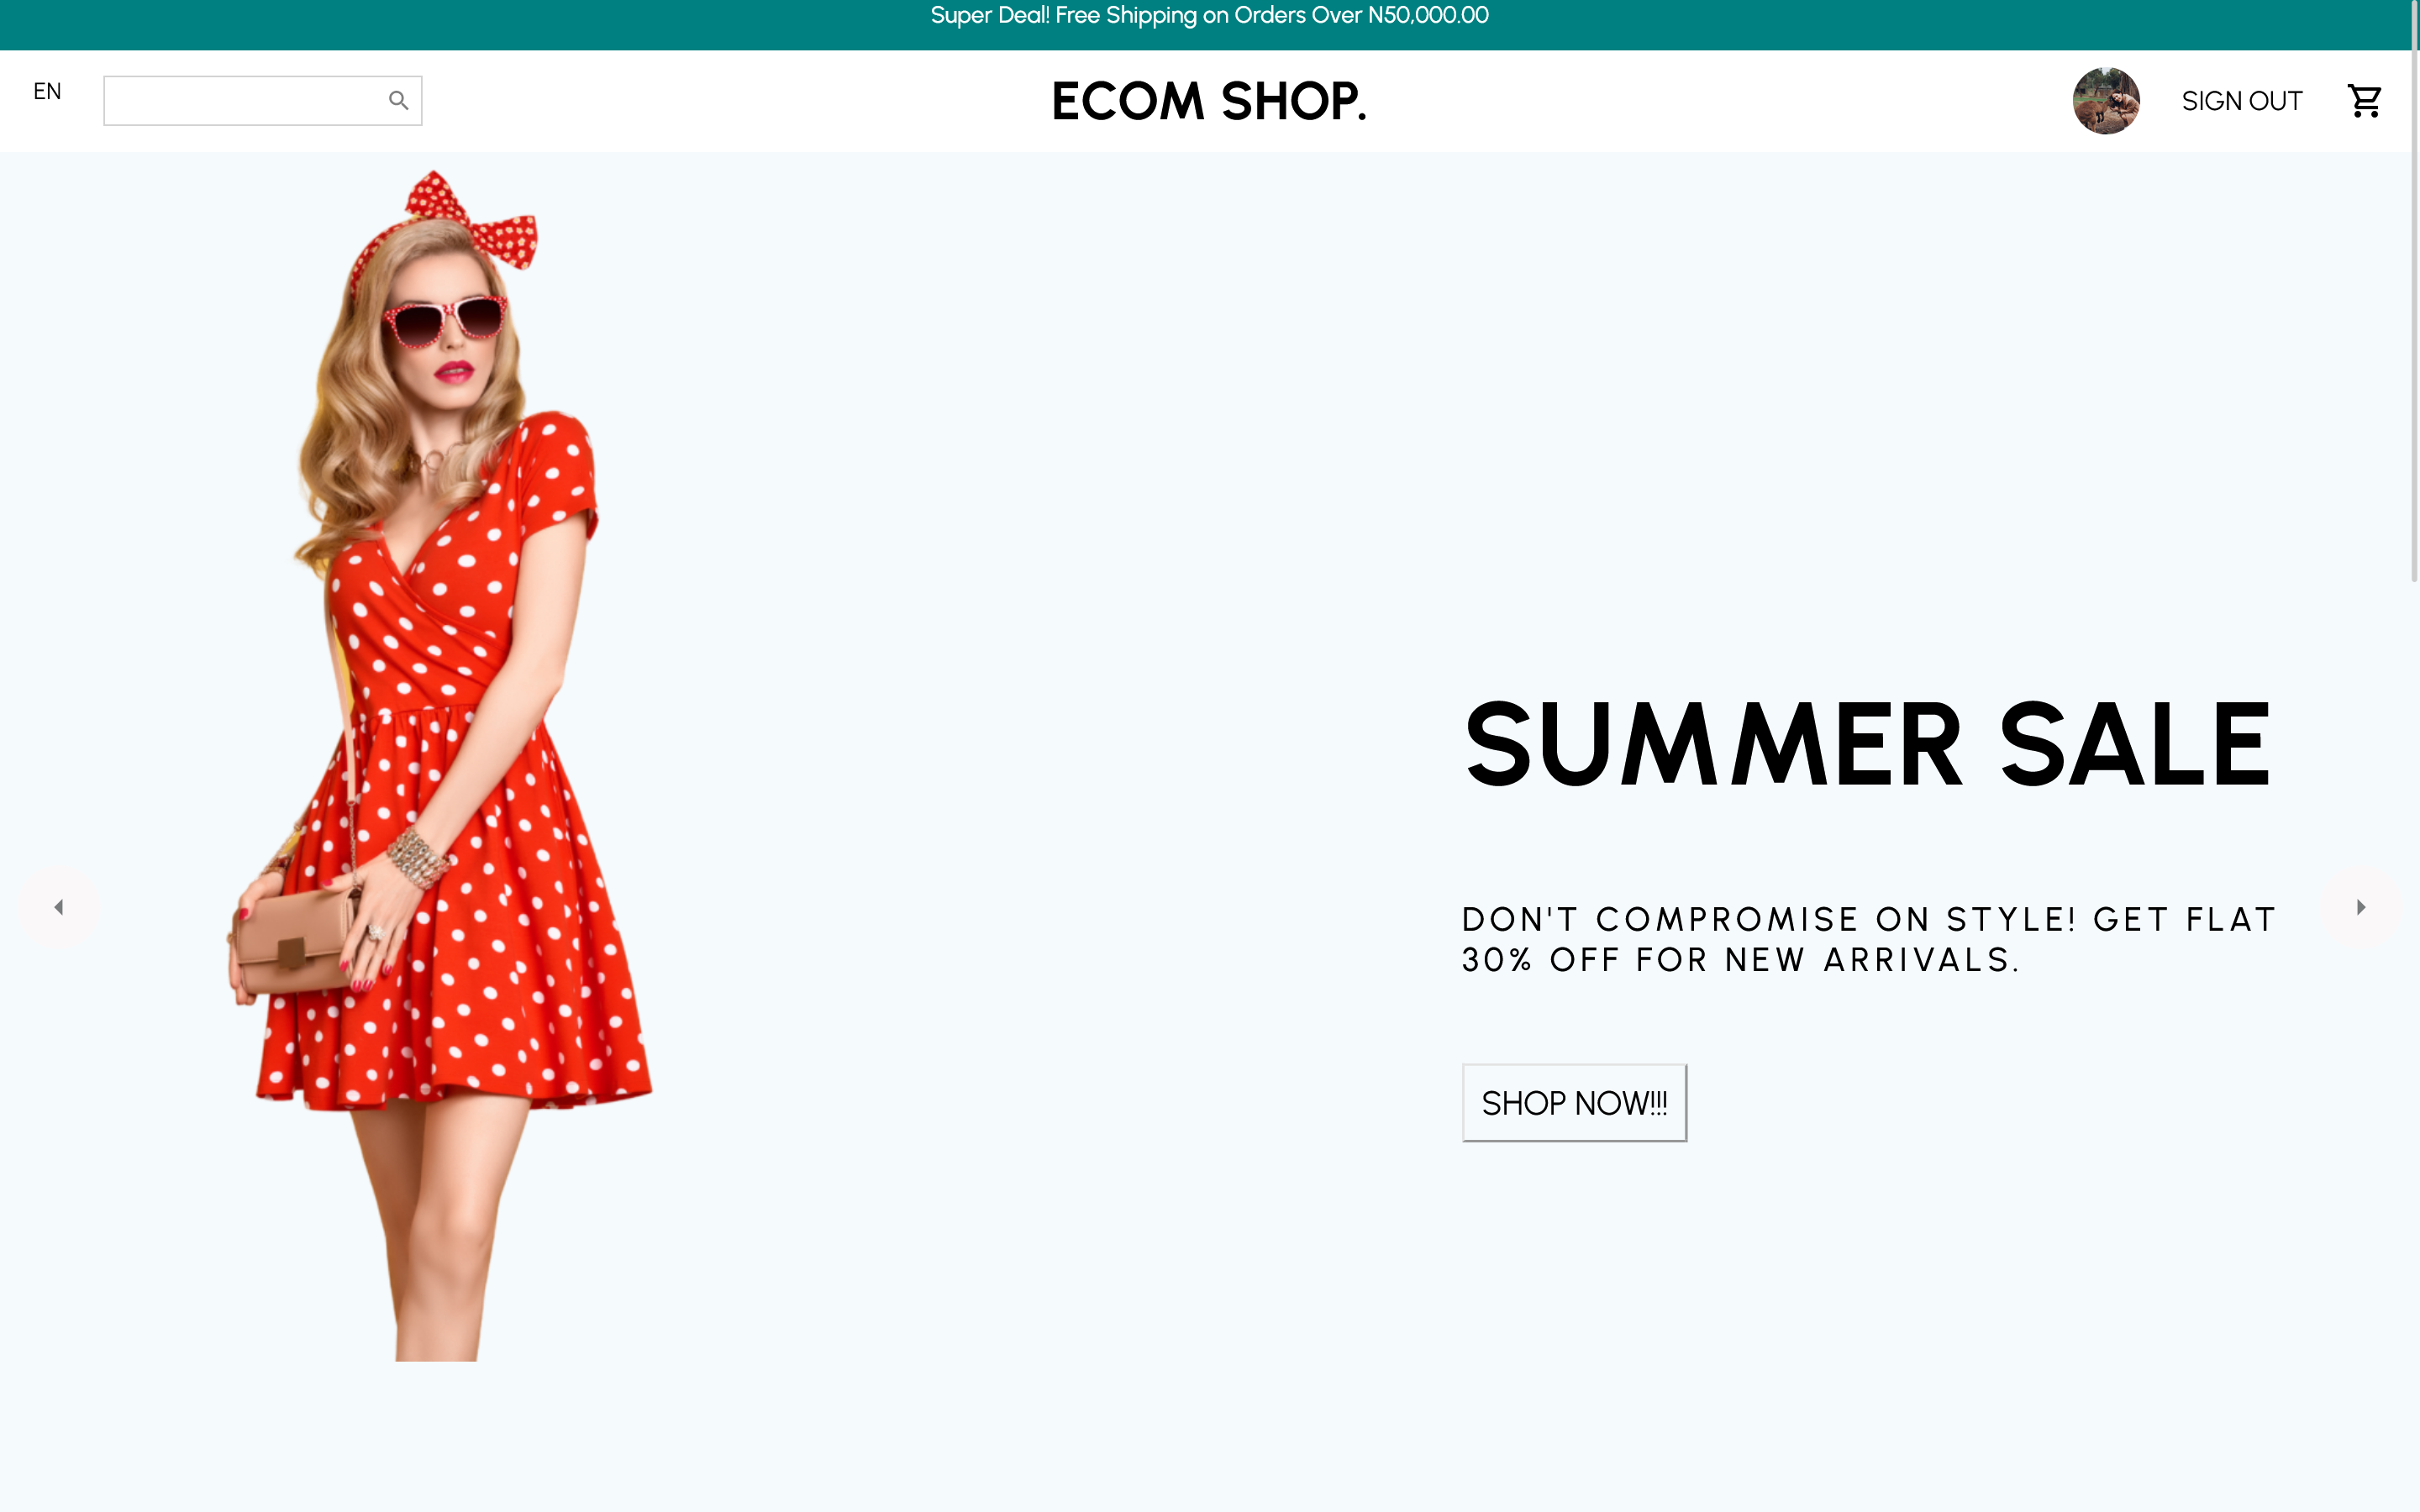 Super Deal! Free Shipping on Orders Over N50,000.00
EN
ECOM SHOP.
SIGN OUT
SUMMER SALE
DON'T COMPROMISE ON STYLE! GET FLAT
30% OFF FOR NEW ARRIVALS.
SHOP NOW!!!